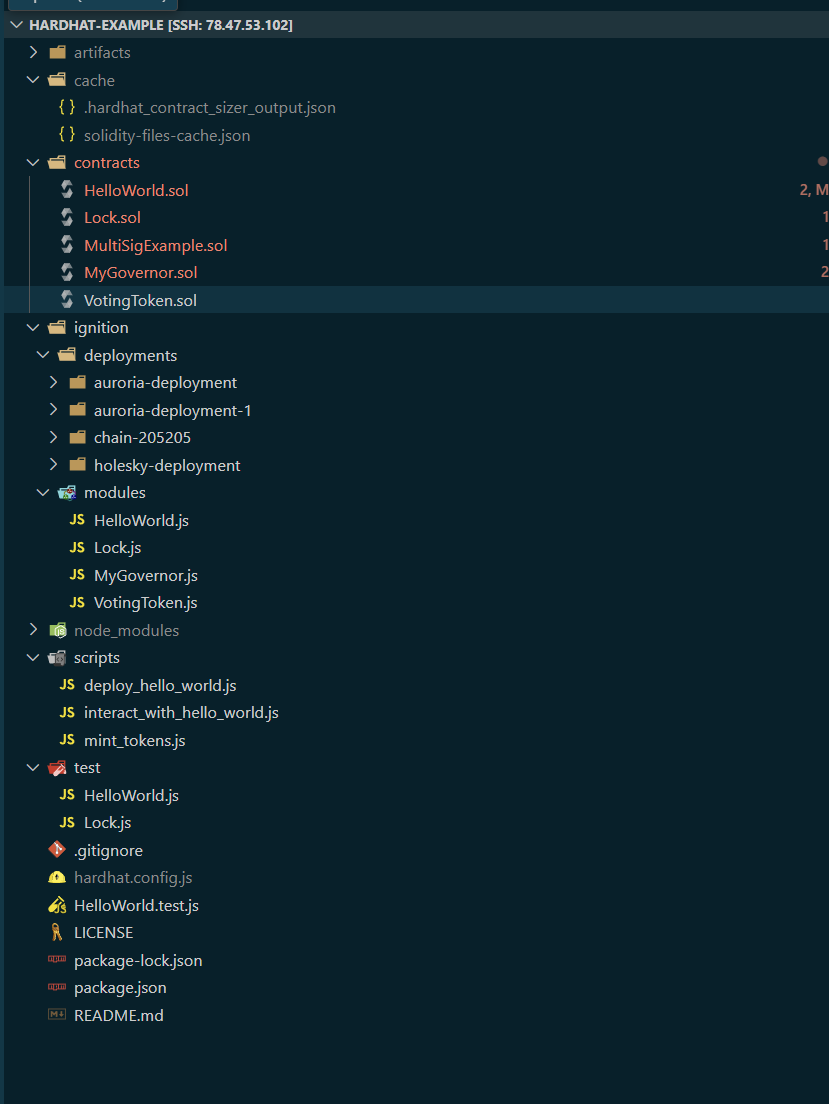 HARDHAT-EXAMPLE [SSH: 78.47.53.102]
artifacts
cache
{ } .hardhat_contract_sizer_output.json
{ } solidity-files-cache.json
contracts
HelloWorld.sol 2, M
Lock.sol 1
MultiSigExample.sol 1
MyGovernor.sol 2
VotingToken.sol
ignition
deployments
auroria-deployment
auroria-deployment-1
chain-205205
holesky-deployment
modules
JS HelloWorld.js
JS Lock.js
JS MyGovernor.js
JS VotingToken.js
node_modules
scripts
JS deploy_hello_world.js
JS interact_with_hello_world.js
JS mint_tokens.js
test
JS HelloWorld.js
JS Lock.js
.gitignore
hardhat.config.js
HelloWorld.test.js
LICENSE
package-lock.json
package.json
README.md